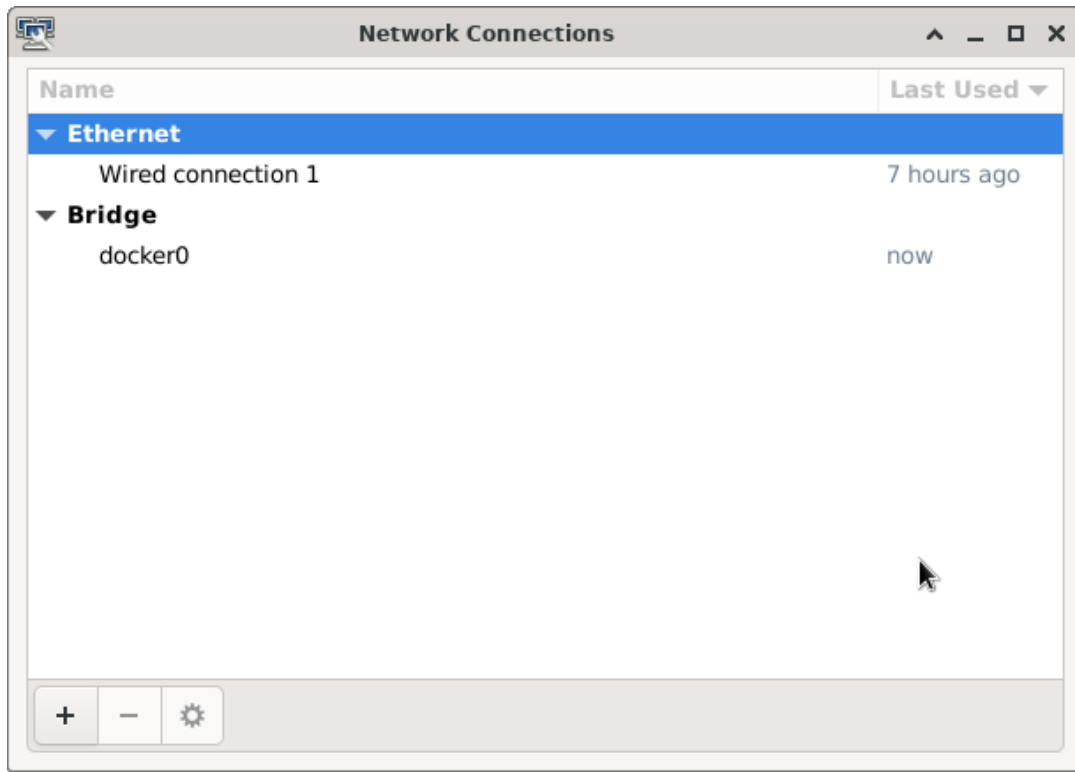 Network Connections
Name Last Used
Ethernet
Wired connection 1 7 hours ago
Bridge
docker0 now